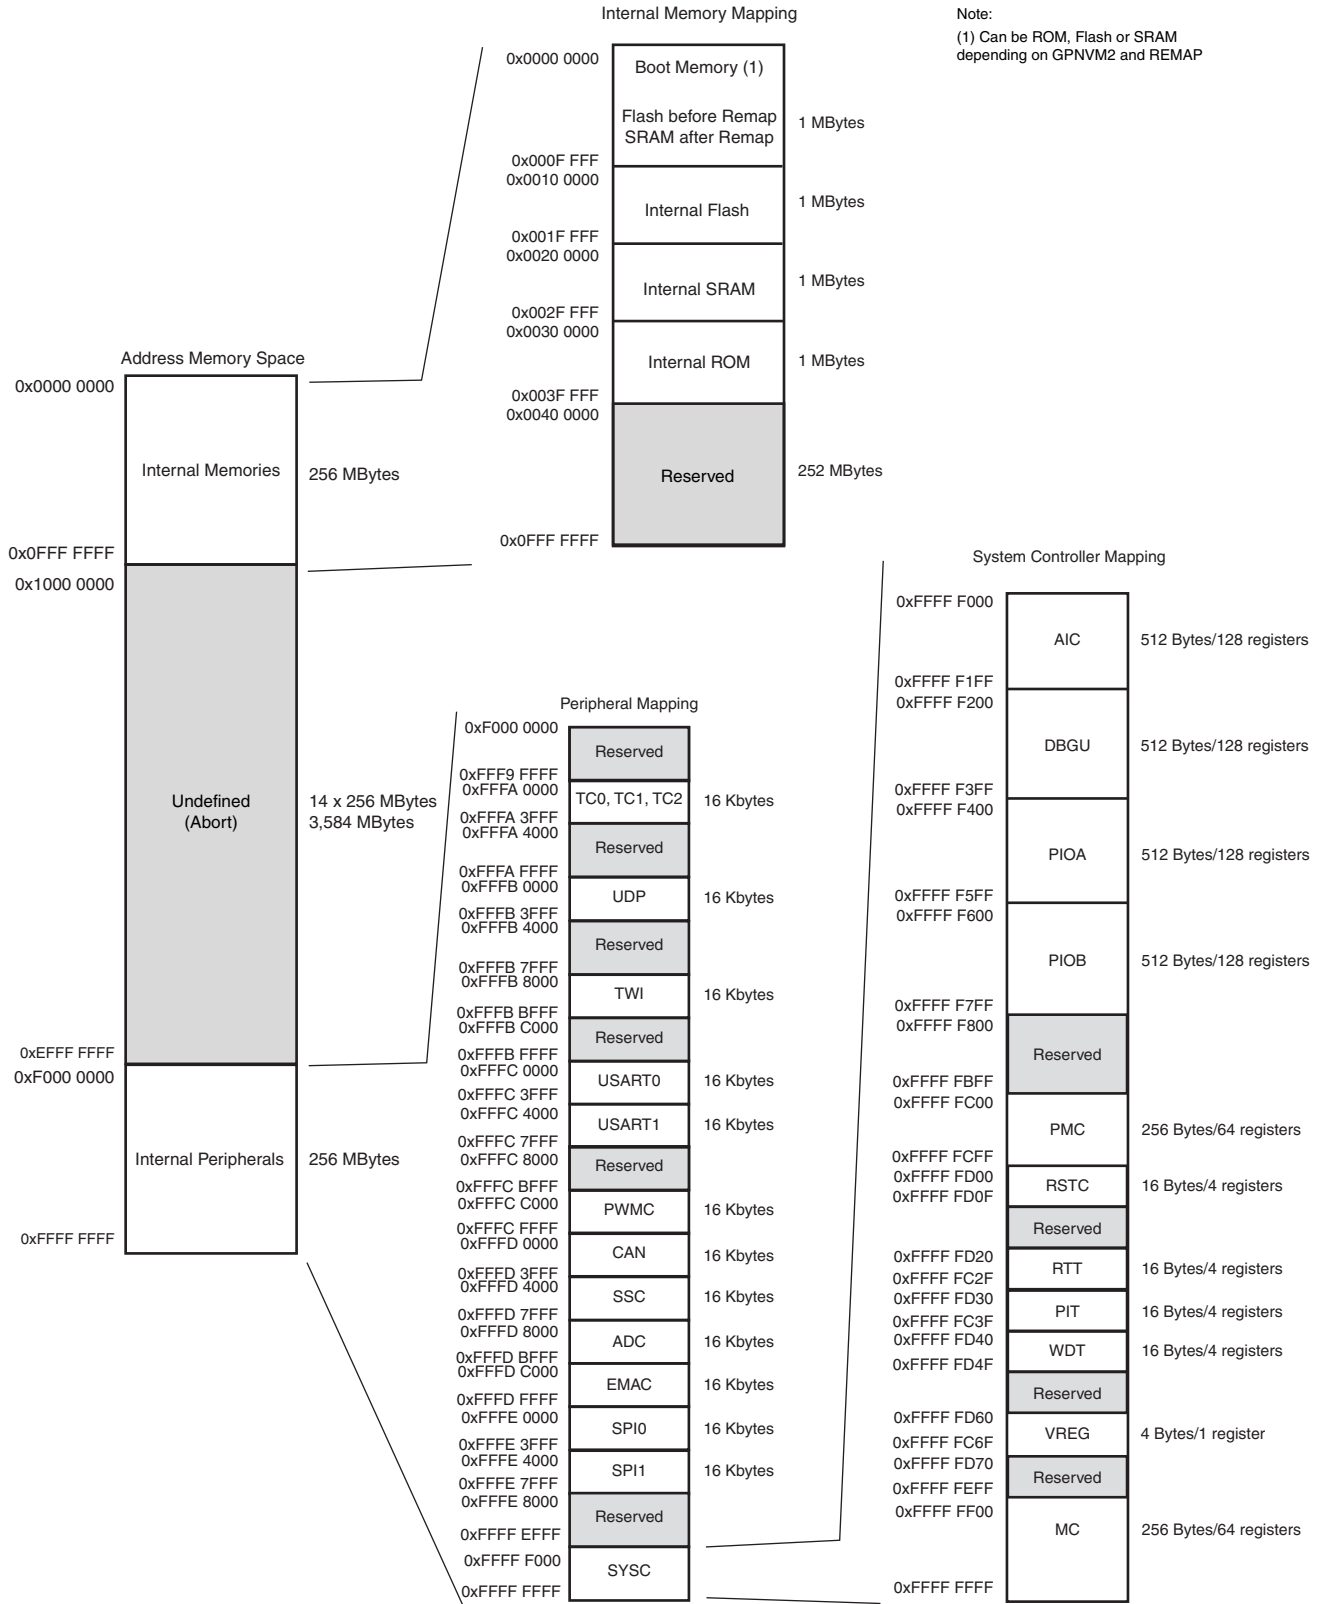 Internal Memory Mapping
Note:
(1) Can be ROM, Flash or SRAM
depending on GPNVM2 and REMAP
0x0000 0000
Boot Memory (1)
Flash before Remap
SRAM after Remap
1 MBytes
0x000F FFF
0x0010 0000
Internal Flash
1 MBytes
0x001F FFF
0x0020 0000
Internal SRAM
1 MBytes
0x002F FFF
0x0030 0000
Internal ROM
1 MBytes
0x003F FFF
0x0040 0000
Reserved
252 MBytes
0x0FFF FFFF
Address Memory Space
0x0000 0000
Internal Memories
256 MBytes
0x0FFF FFFF
0x1000 0000
Undefined
(Abort)
14 x 256 MBytes
3,584 MBytes
0xEFFF FFFF
0xF000 0000
Internal Peripherals
256 MBytes
0xFFFF FFFF
Peripheral Mapping
0xF000 0000
Reserved
0xFFF9 FFFF
0xFFFA 0000
TC0, TC1, TC2
16 Kbytes
0xFFFA 3FFF
0xFFFA 4000
Reserved
0xFFFA FFFF
0xFFFB 0000
UDP
16 Kbytes
0xFFFB 3FFF
0xFFFB 4000
Reserved
0xFFFB 7FFF
0xFFFB 8000
TWI
16 Kbytes
0xFFFB BFFF
0xFFFB C000
Reserved
0xFFFB FFFF
0xFFFC 0000
USART0
16 Kbytes
0xFFFC 3FFF
0xFFFC 4000
USART1
16 Kbytes
0xFFFC 7FFF
0xFFFC 8000
Reserved
0xFFFC BFFF
0xFFFC C000
PWMC
16 Kbytes
0xFFFC FFFF
0xFFFD 0000
CAN
16 Kbytes
0xFFFD 3FFF
0xFFFD 4000
SSC
16 Kbytes
0xFFFD 7FFF
0xFFFD 8000
ADC
16 Kbytes
0xFFFD BFFF
0xFFFD C000
EMAC
16 Kbytes
0xFFFD FFFF
0xFFFE 0000
SPI0
16 Kbytes
0xFFFE 3FFF
0xFFFE 4000
SPI1
16 Kbytes
0xFFFE 7FFF
0xFFFE 8000
Reserved
0xFFFF EFFF
0xFFFF F000
SYSC
0xFFFF FFFF
System Controller Mapping
0xFFFF F000
AIC
512 Bytes/128 registers
0xFFFF F1FF
0xFFFF F200
DBGU
512 Bytes/128 registers
0xFFFF F3FF
0xFFFF F400
PIOA
512 Bytes/128 registers
0xFFFF F5FF
0xFFFF F600
PIOB
512 Bytes/128 registers
0xFFFF F7FF
0xFFFF F800
Reserved
0xFFFF FBFF
0xFFFF FC00
PMC
256 Bytes/64 registers
0xFFFF FCFF
0xFFFF FD00
RSTC
16 Bytes/4 registers
0xFFFF FD0F
Reserved
0xFFFF FD20
RTT
16 Bytes/4 registers
0xFFFF FC2F
0xFFFF FD30
PIT
16 Bytes/4 registers
0xFFFF FC3F
0xFFFF FD40
WDT
16 Bytes/4 registers
0xFFFF FD4F
Reserved
0xFFFF FD60
VREG
4 Bytes/1 register
0xFFFF FC6F
0xFFFF FD70
Reserved
0xFFFF FEFF
0xFFFF FF00
MC
256 Bytes/64 registers
0xFFFF FFFF